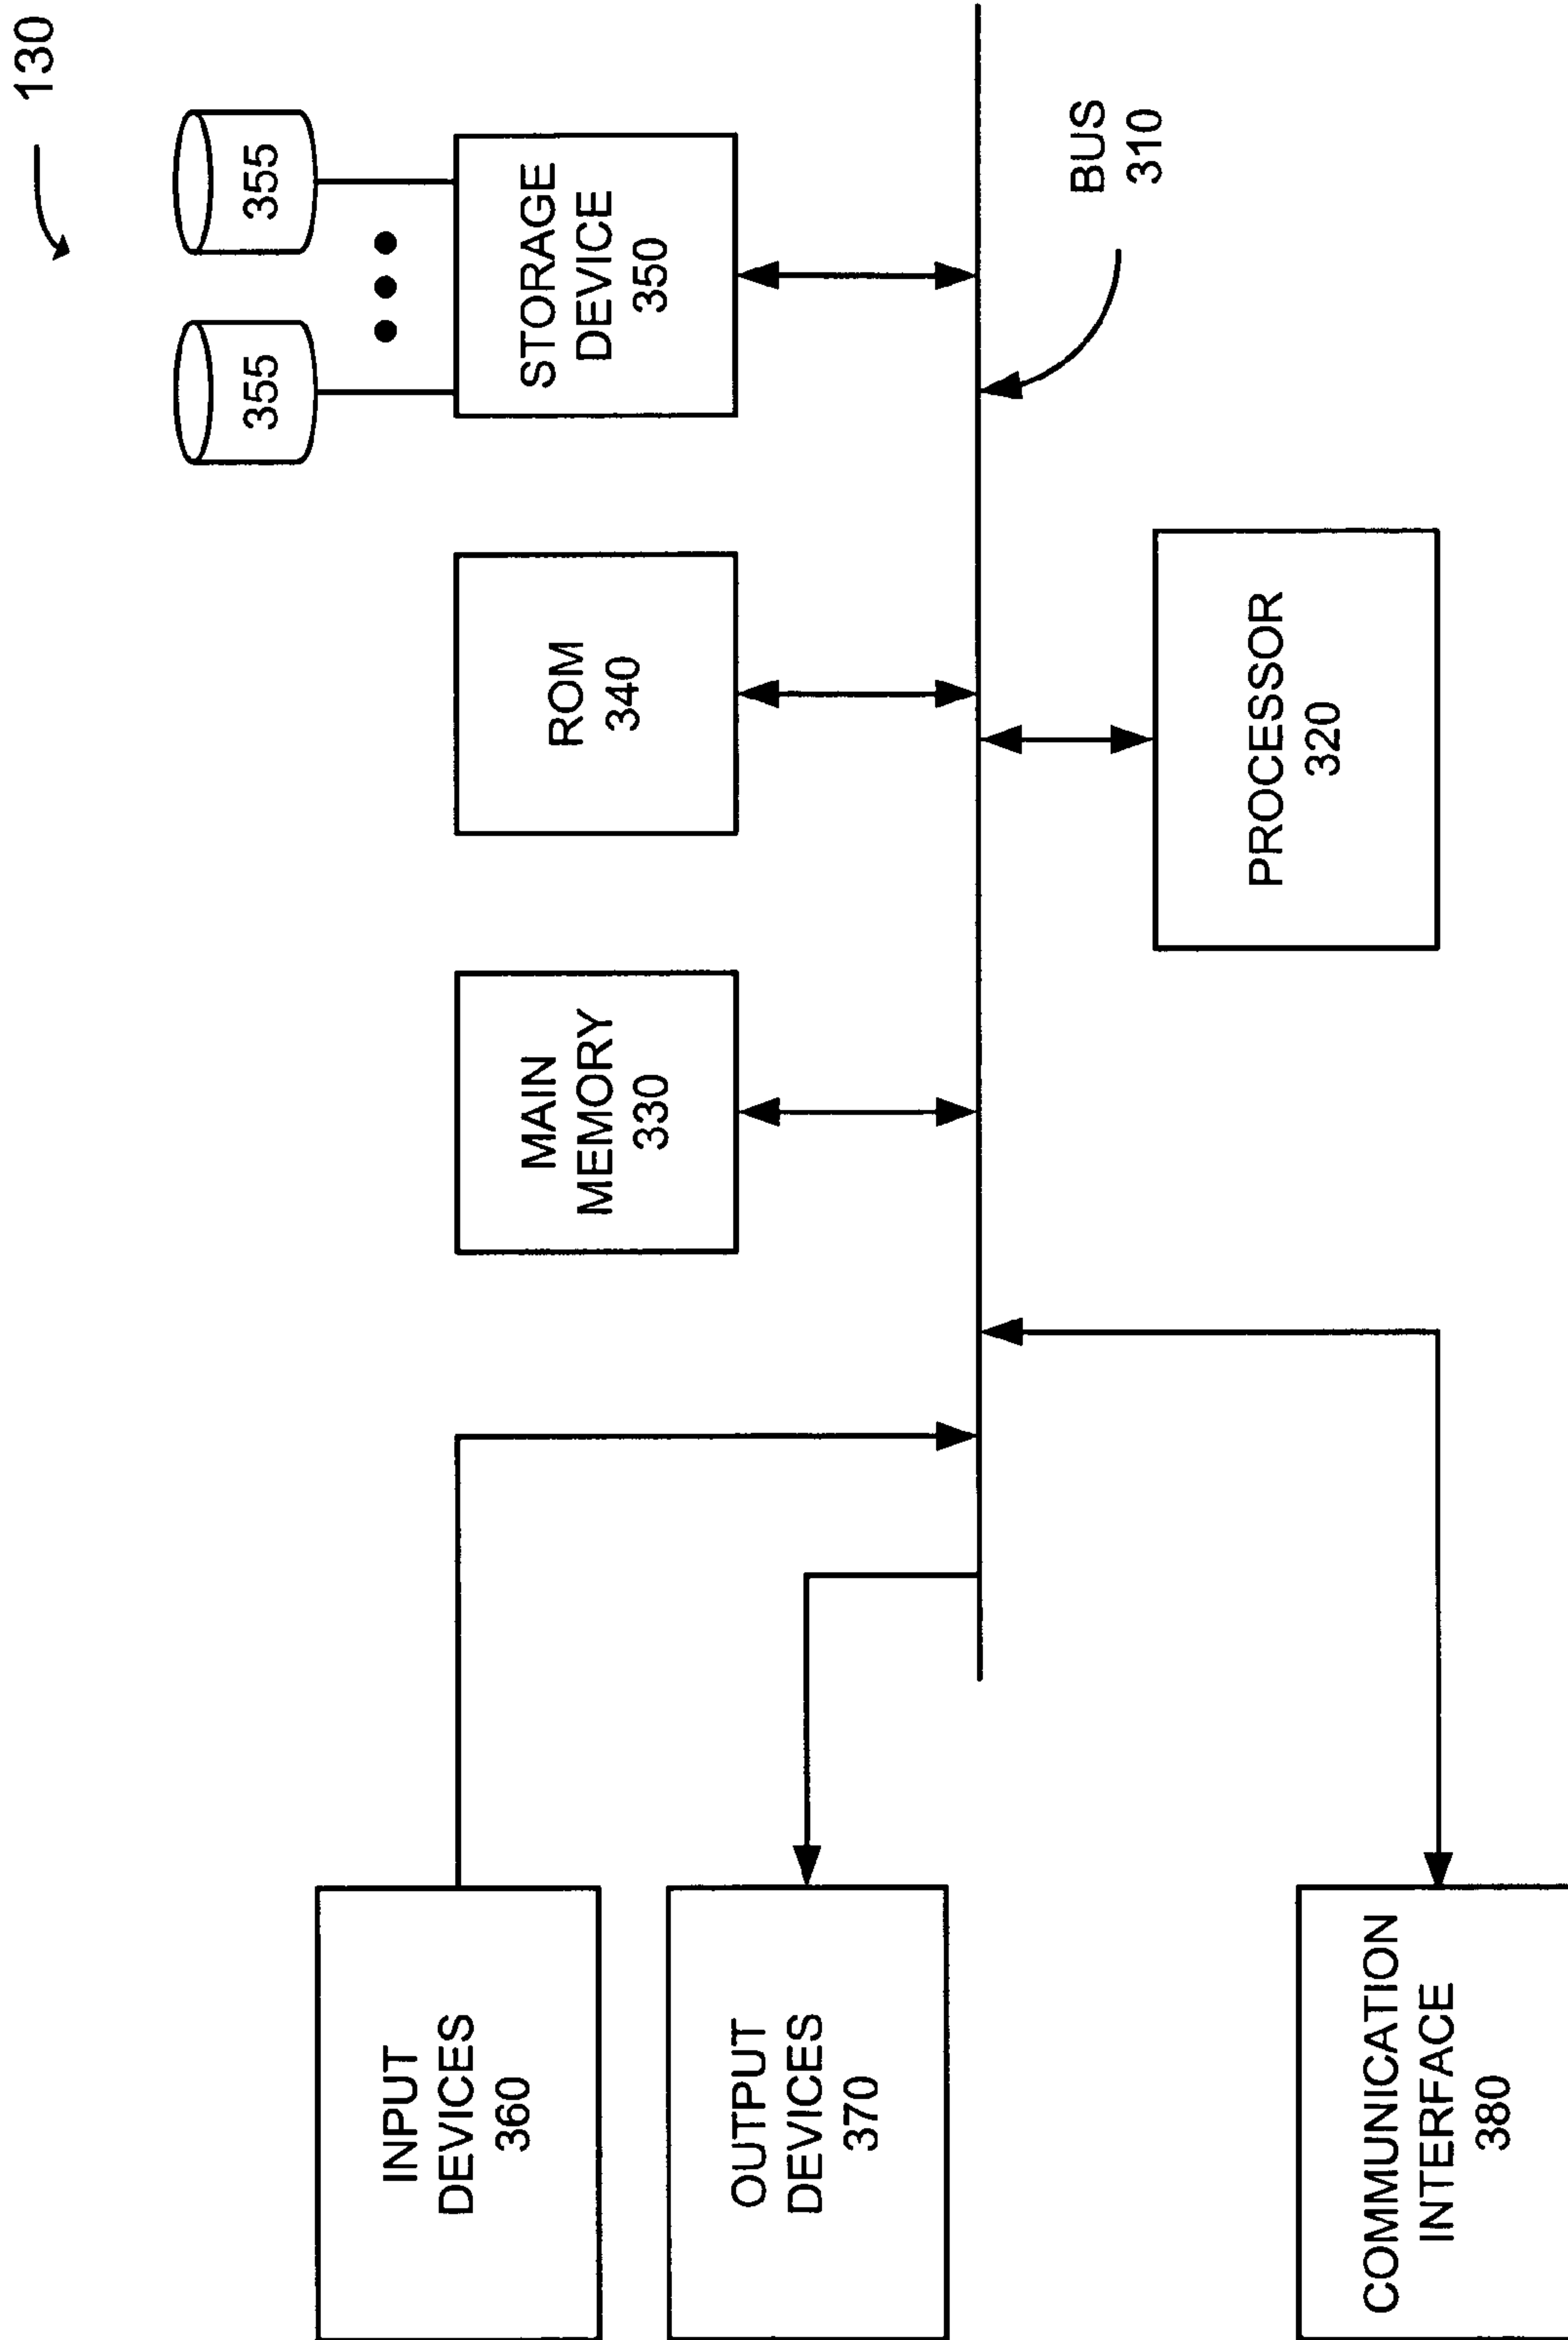 130
355
355
STORAGE
DEVICE
350
ROM
340
MAIN
MEMORY
330
INPUT
DEVICES
360
OUTPUT
DEVICES
370
BUS
310
PROCESSOR
320
COMMUNICATION
INTERFACE
380